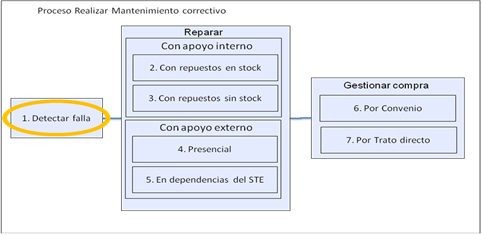 Proceso Realizar Mantenimiento correctivo
Reparar
Con apoyo interno
2. Con repuestos en stock
3. Con repuestos sin stock
Con apoyo externo
4. Presencial
5. En dependencias del STE
1. Detectar falla
Gestionar compra
6. Por Convenio
7. Por Trato directo